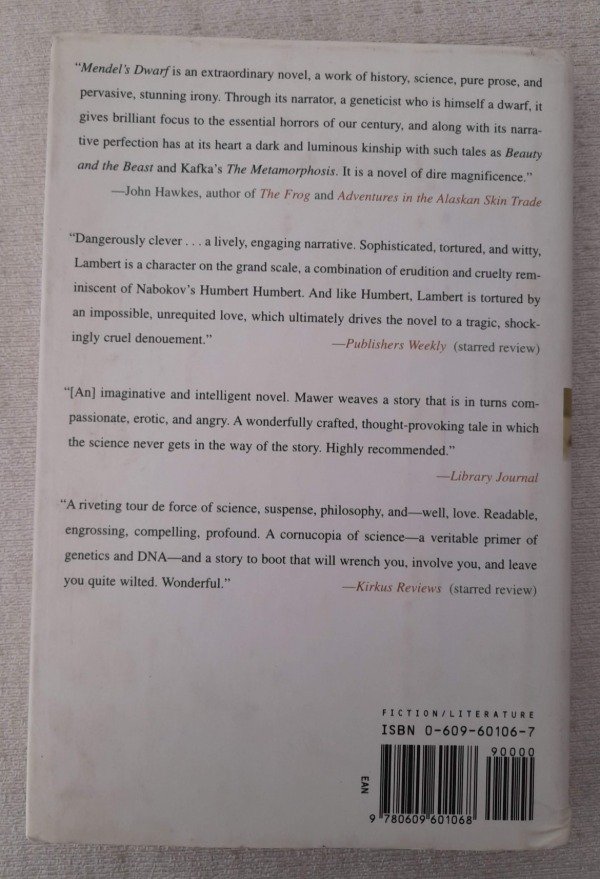 “Mendel’s Dwarf is an extraordinary novel, a work of history, science, pure prose, and
pervasive, stunning irony. Through its narrator, a geneticist who is himself a dwarf, it
gives brilliant focus to the essential horrors of our century, and along with its narra-
tive perfection has at its heart a dark and luminous kinship with such tales as Beauty
and the Beast and Kafka’s The Metamorphosis. It is a novel of dire magnificence.”
—John Hawkes, author of The Frog and Adventures in the Alaskan Skin Trade
“Dangerously clever . . . a lively, engaging narrative. Sophisticated, tortured, and witty,
Lambert is a character on the grand scale, a combination of erudition and cruelty rem-
iniscent of Nabokov’s Humbert Humbert. And like Humbert, Lambert is tortured by
an impossible, unrequited love, which ultimately drives the novel to a tragic, shock-
ingly cruel denouement.” —Publishers Weekly (starred review)
“[An] imaginative and intelligent novel. Mawer weaves a story that is in turns com-
passionate, erotic, and angry. A wonderfully crafted, thought-provoking tale in which
the science never gets in the way of the story. Highly recommended.”
—Library Journal
“A riveting tour de force of science, suspense, philosophy, and—well, love. Readable,
engrossing, compelling, profound. A cornucopia of science—a veritable primer of
genetics and DNA—and a story to boot that will wrench you, involve you, and leave
you quite wilted. Wonderful.” —Kirkus Reviews (starred review)
FICTION/LITERATURE
ISBN 0-609-60106-7
90000
EAN
9 780609 601068